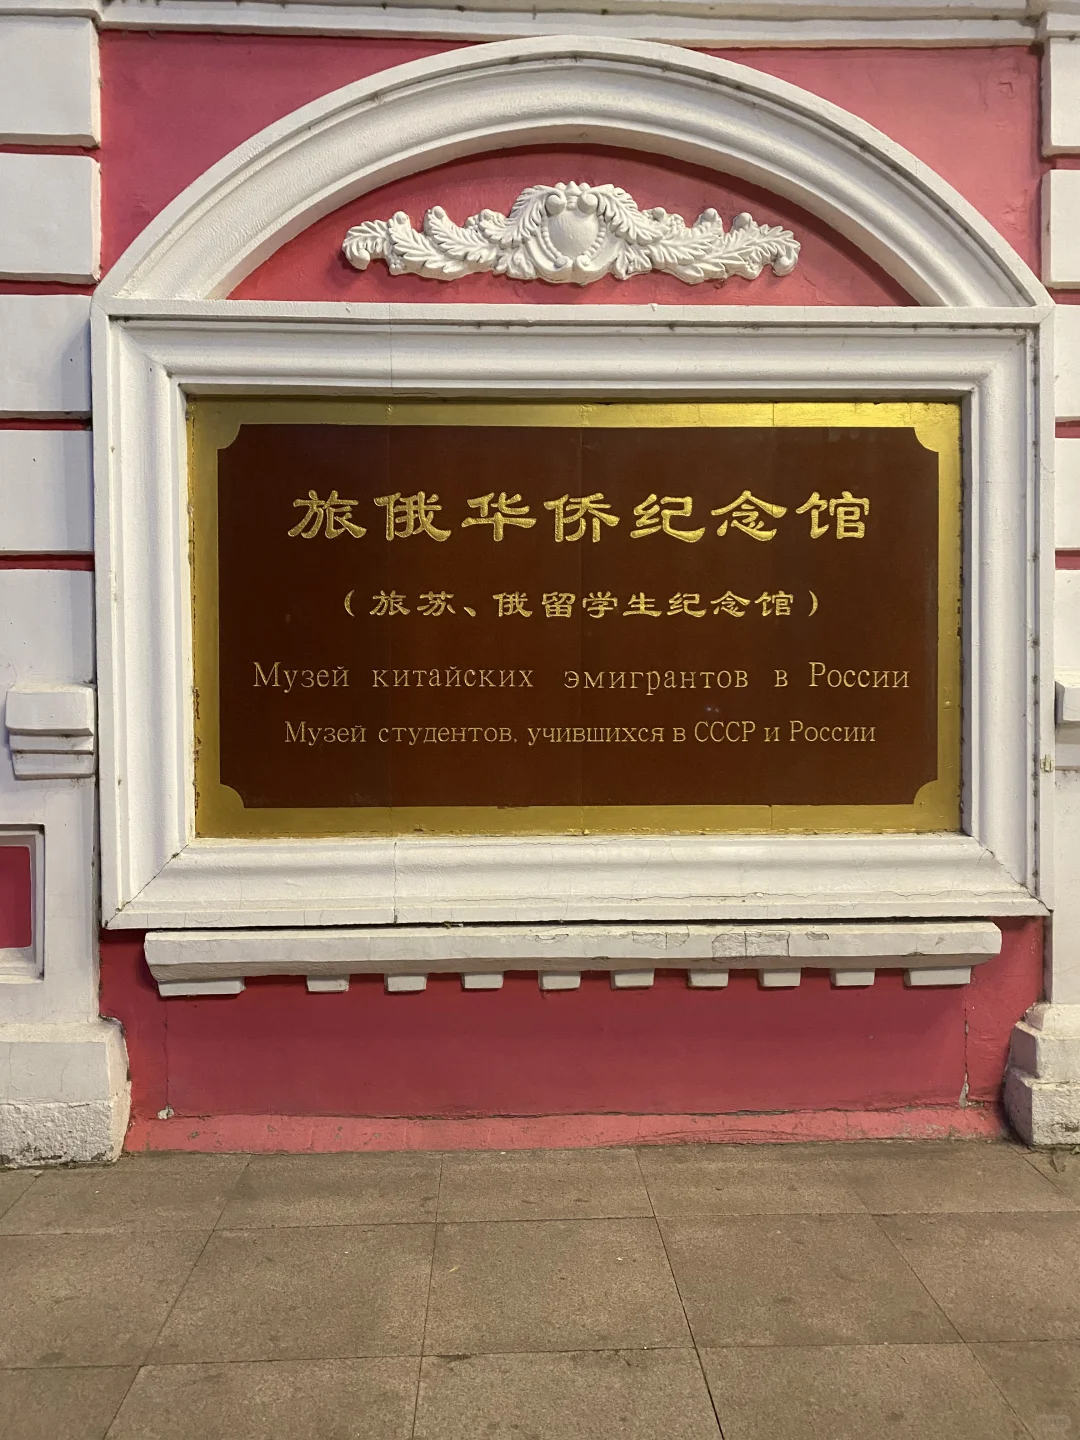 旅俄华侨纪念馆
（旅苏、俄留学生纪念馆）
Музей китайских эмигрантов в России
Музей студентов, учившихся в СССР и России